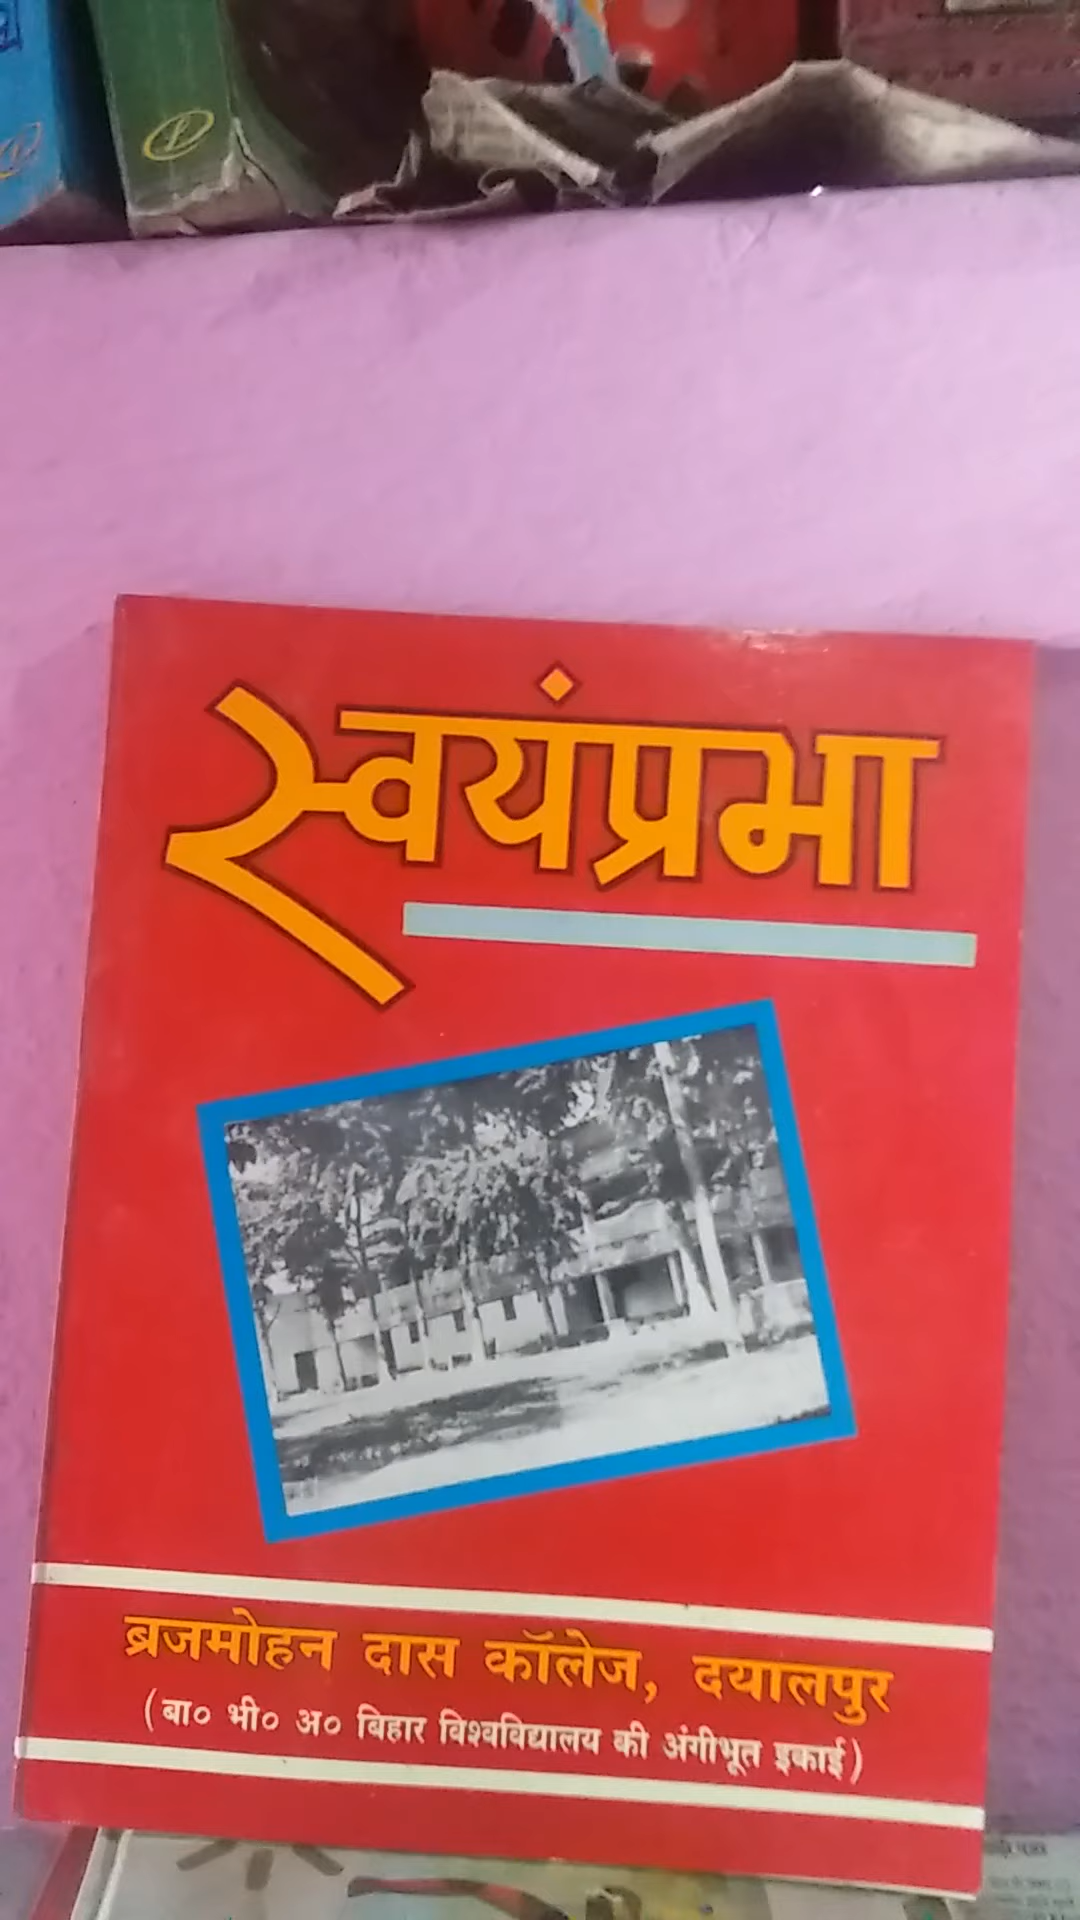 स्वयंप्रभा
ब्रजमोहन दास कॉलेज, दयालपुर
(बा० भी० अ० बिहार विश्वविद्यालय की अंगीभूत इकाई)